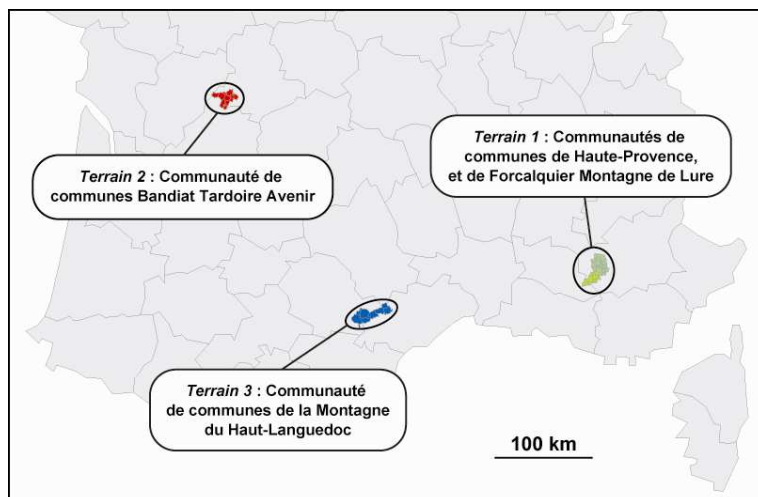 Terrain 1 : Communautés de
communes de Haute-Provence,
et de Forcalquier Montagne de Lure
Terrain 2 : Communauté de
communes Bandiat Tardoire Avenir
Terrain 3 : Communauté
de communes de la Montagne
du Haut-Languedoc
100 km